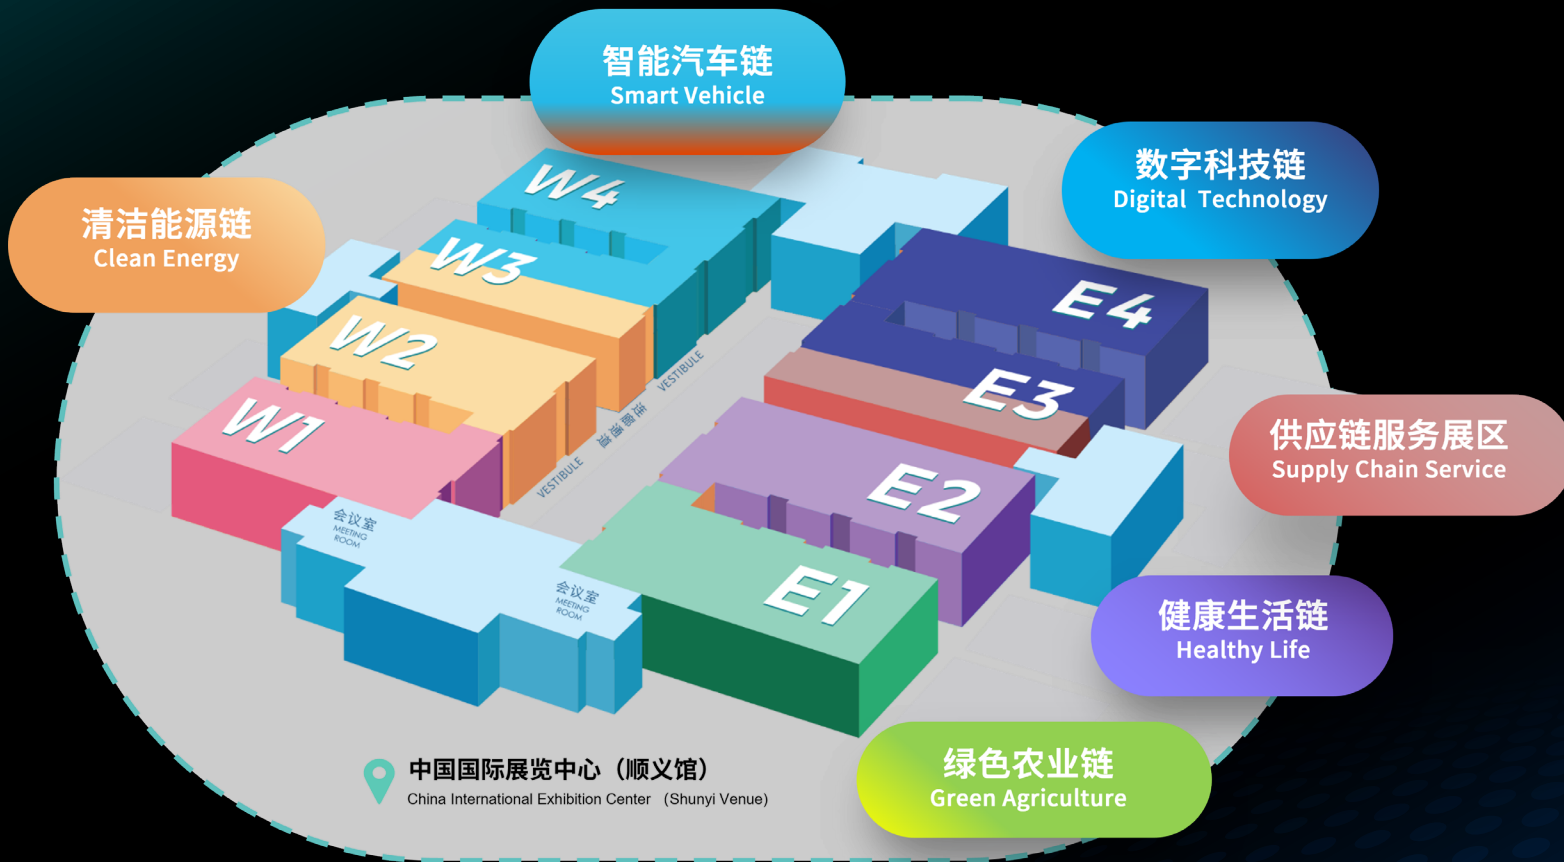 智能汽车链
Smart Vehicle
数字科技链
Digital Technology
清洁能源链
Clean Energy
W4
W3
W2
W1
E4
E3
E2
E1
VESTIBULE
连廊通道
VESTIBULE
供应链服务展区
Supply Chain Service
会议室
MEETING
ROOM
会议室
MEETING
ROOM
健康生活链
Healthy Life
绿色农业链
Green Agriculture
中国国际展览中心（顺义馆）
China International Exhibition Center （Shunyi Venue）